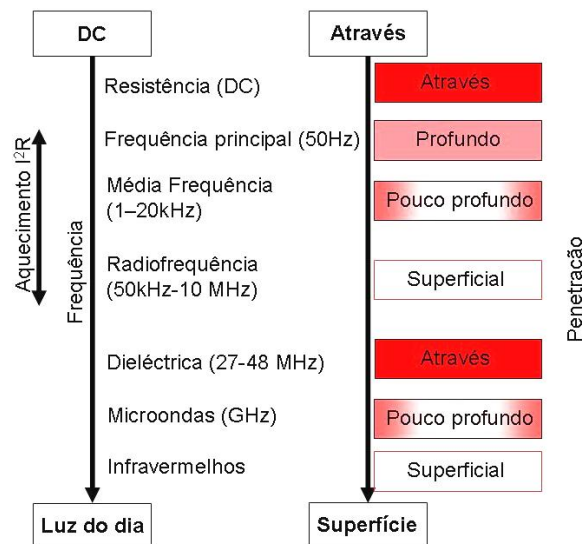 DC
Através
Resistência (DC)
Através
Frequência principal (50Hz)
Profundo
Média Frequência
(1–20kHz)
Pouco profundo
Radiofrequência
(50kHz-10 MHz)
Superficial
Dieléctrica (27-48 MHz)
Através
Microondas (GHz)
Pouco profundo
Infravermelhos
Superficial
Luz do dia
Superfície
Aquecimento I²R
Frequência
Penetração